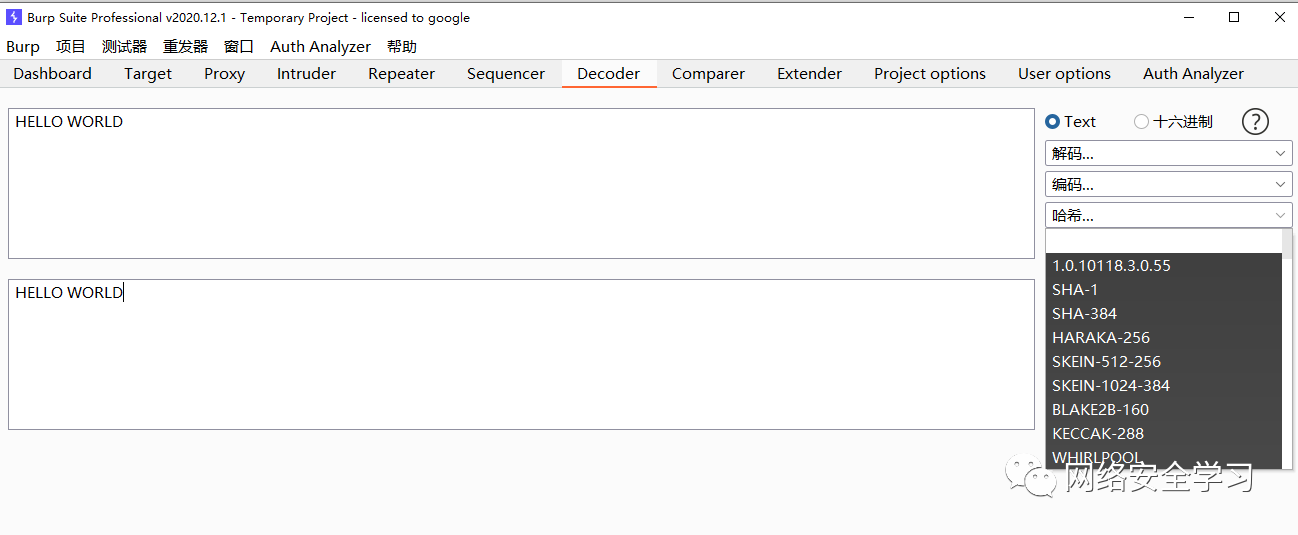 Burp Suite Professional v2020.12.1 - Temporary Project - licensed to google
Burp 项目 测试器 重发器 窗口 Auth Analyzer 帮助
Dashboard Target Proxy Intruder Repeater Sequencer Decoder Comparer Extender Project options User options Auth Analyzer
HELLO WORLD
Text 十六进制 ?
解码...
编码...
哈希...
HELLO WORLD
1.0.10118.3.0.55
SHA-1
SHA-384
HARAKA-256
SKEIN-512-256
SKEIN-1024-384
BLAKE2B-160
KECCAK-288
WHIRLPOOL
网络安全学习